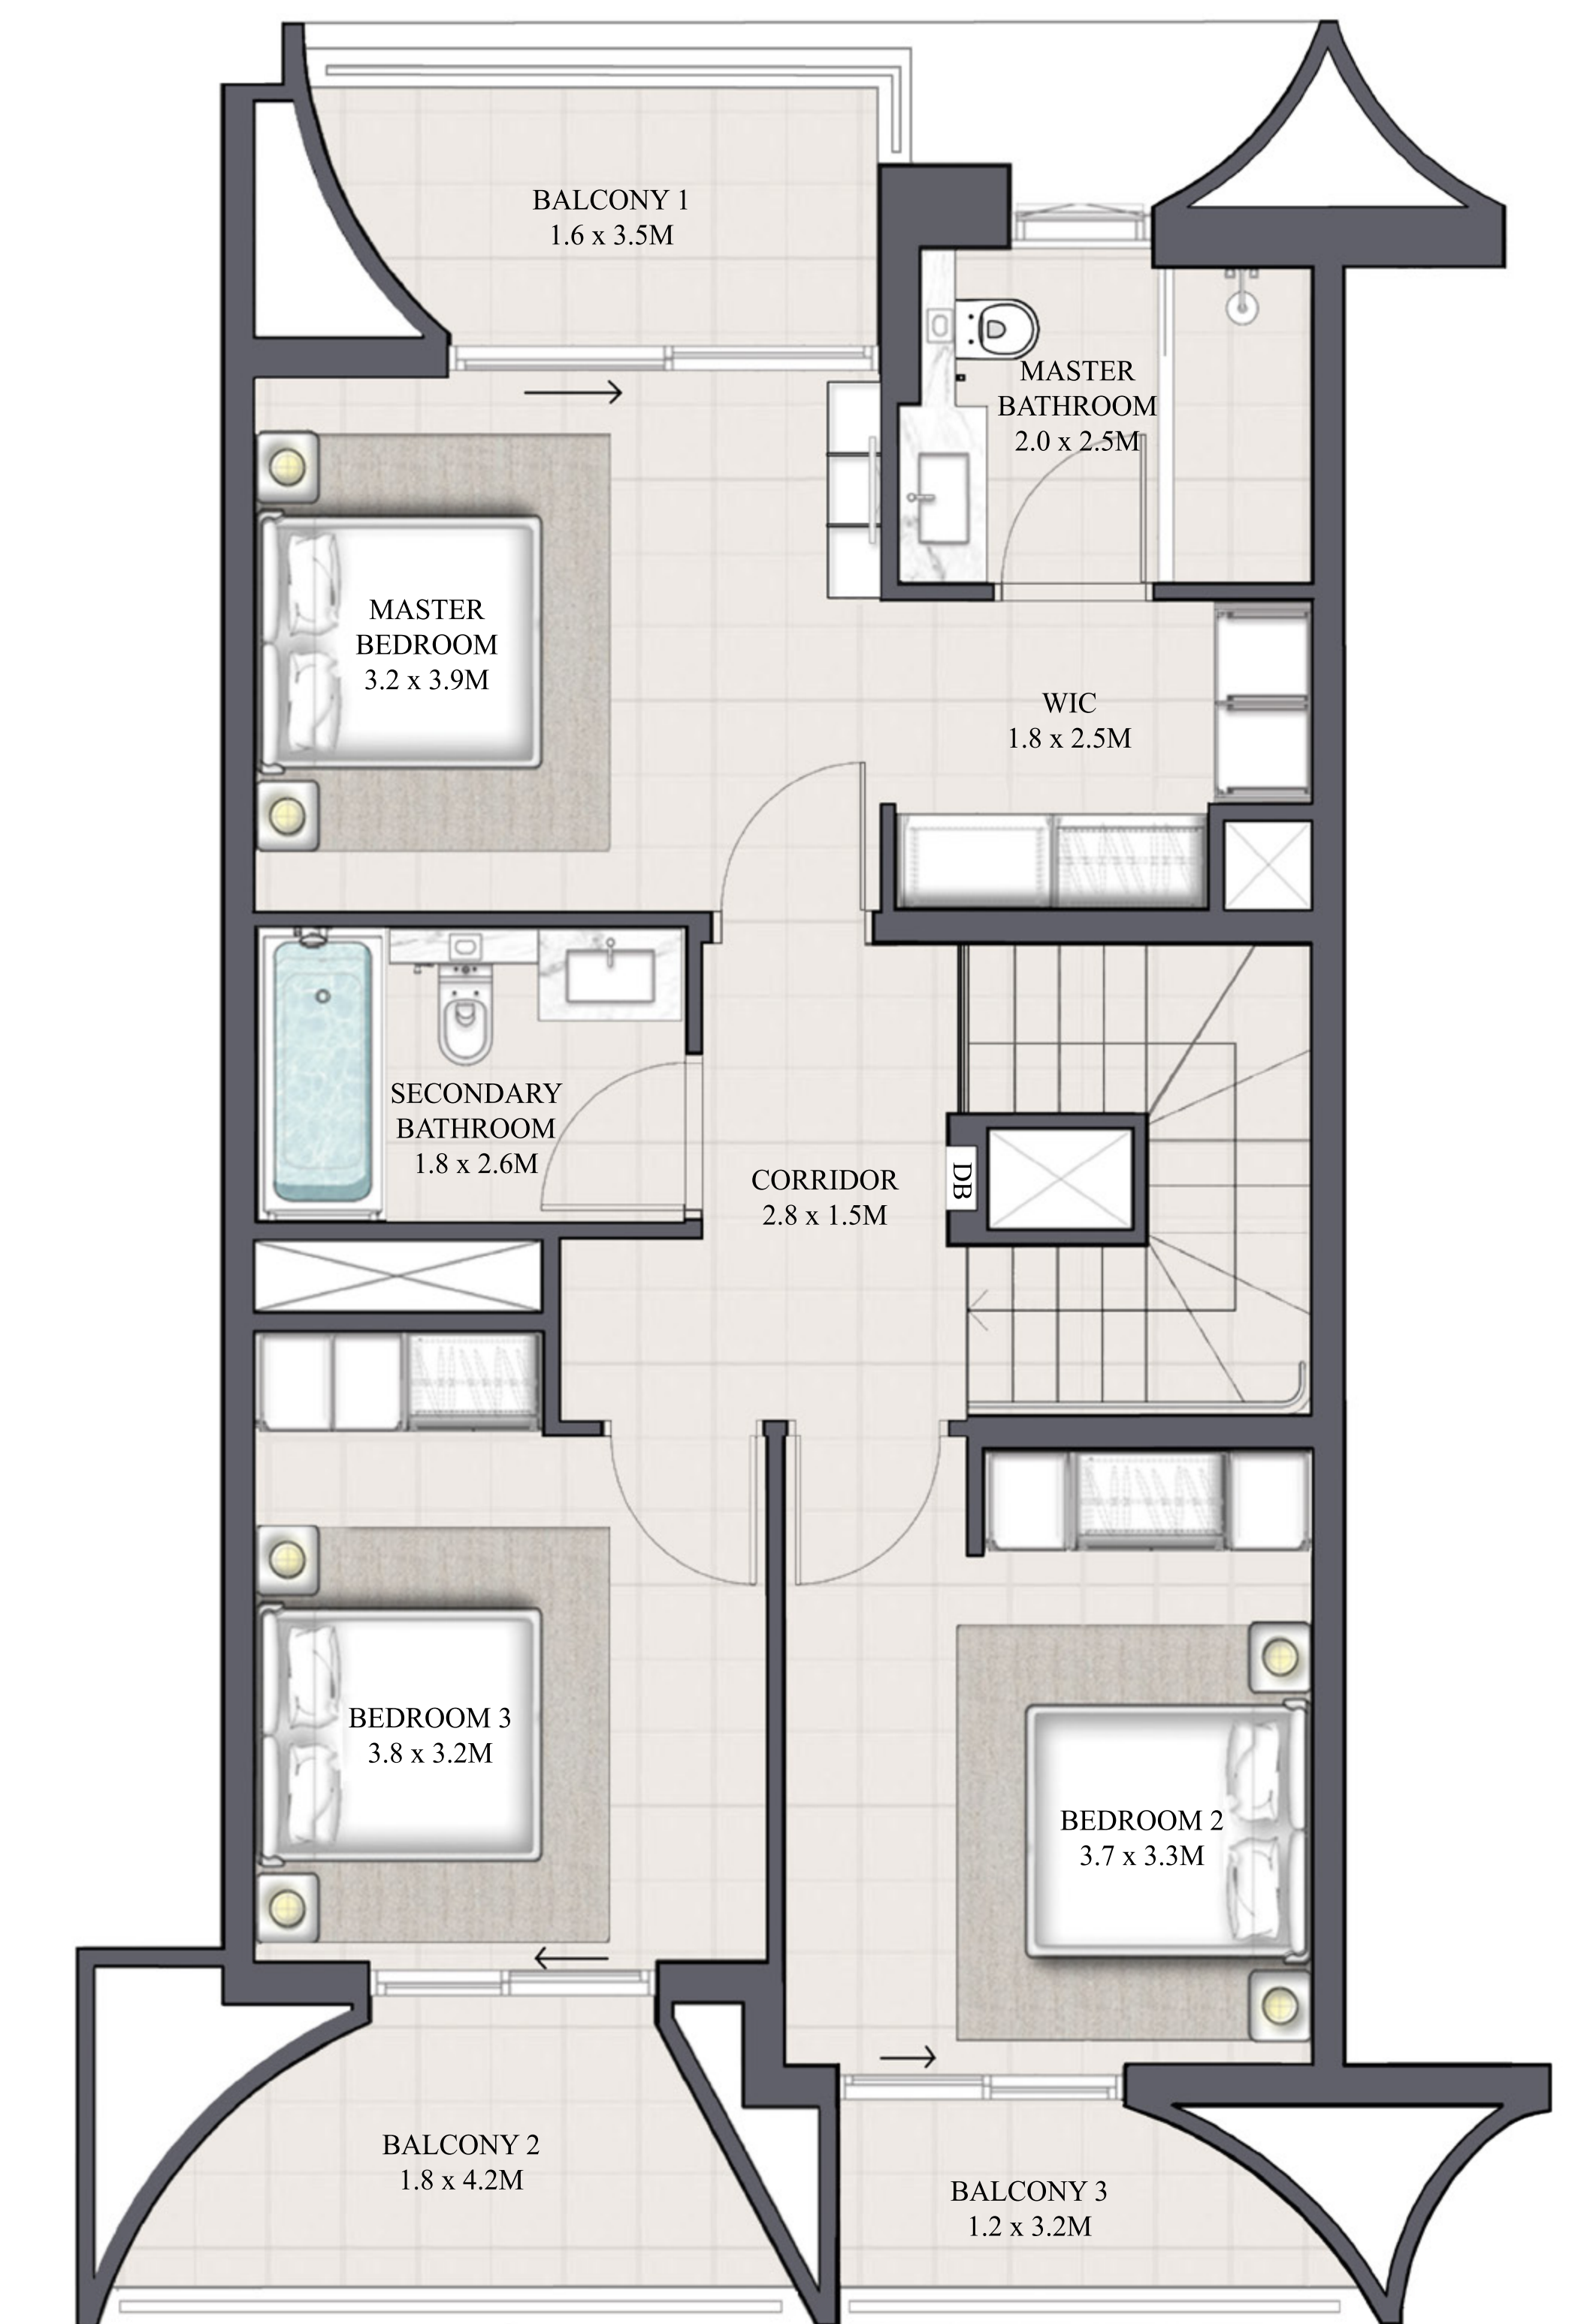 BALCONY 1
1.6 x 3.5M
MASTER
BATHROOM
2.0 x 2.5M
MASTER
BEDROOM
3.2 x 3.9M
WIC
1.8 x 2.5M
SECONDARY
BATHROOM
1.8 x 2.6M
CORRIDOR
2.8 x 1.5M
DB
BEDROOM 3
3.8 x 3.2M
BEDROOM 2
3.7 x 3.3M
BALCONY 2
1.8 x 4.2M
BALCONY 3
1.2 x 3.2M